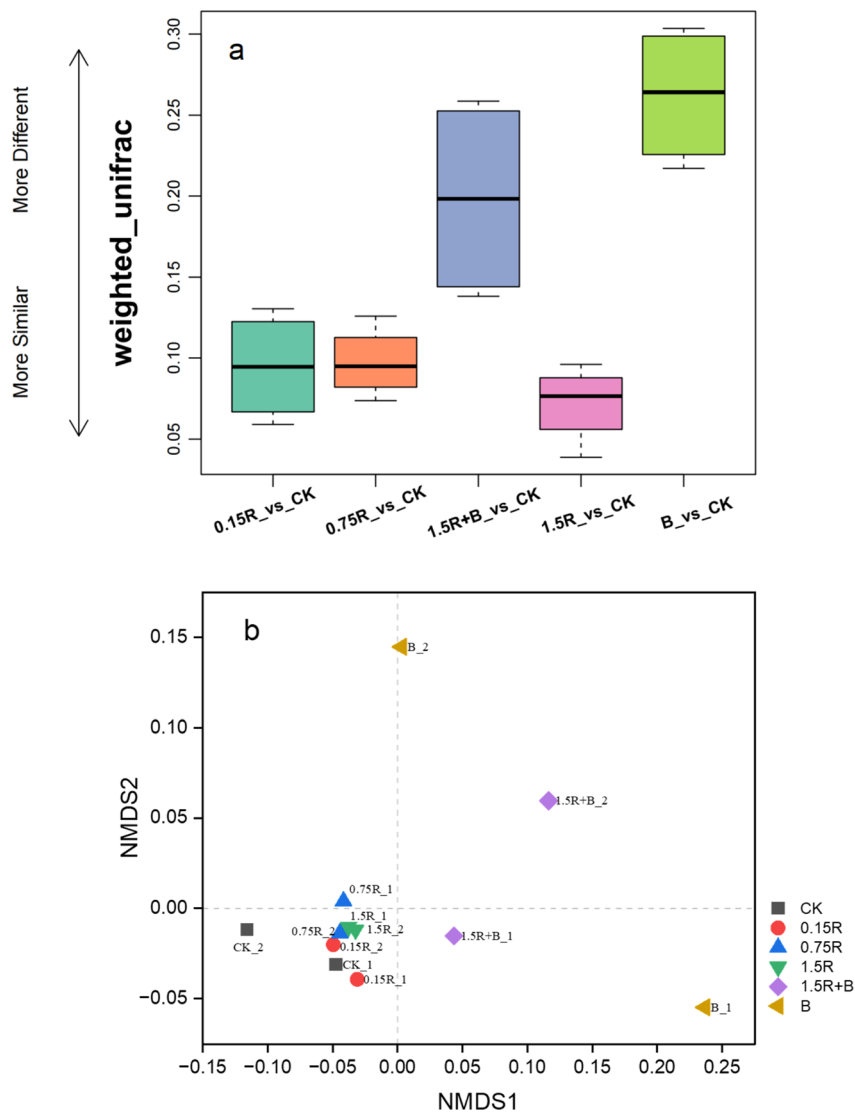 a
More Different
More Similar
weighted_unifrac
0.30
0.25
0.20
0.15
0.10
0.05
0.15R_vs_CK
0.75R_vs_CK
1.5R+B_vs_CK
1.5R_vs_CK
B_vs_CK
b
NMDS2
0.15
0.10
0.05
0.00
−0.05
B_2
1.5R+B_2
0.75R_1
1.5R_1
0.75R_2
1.5R_2
CK_2
0.15R_2
1.5R+B_1
CK_1
0.15R_1
B_1
CK
0.15R
0.75R
1.5R
1.5R+B
B
−0.15
−0.10
−0.05
0.00
0.05
0.10
0.15
0.20
0.25
NMDS1